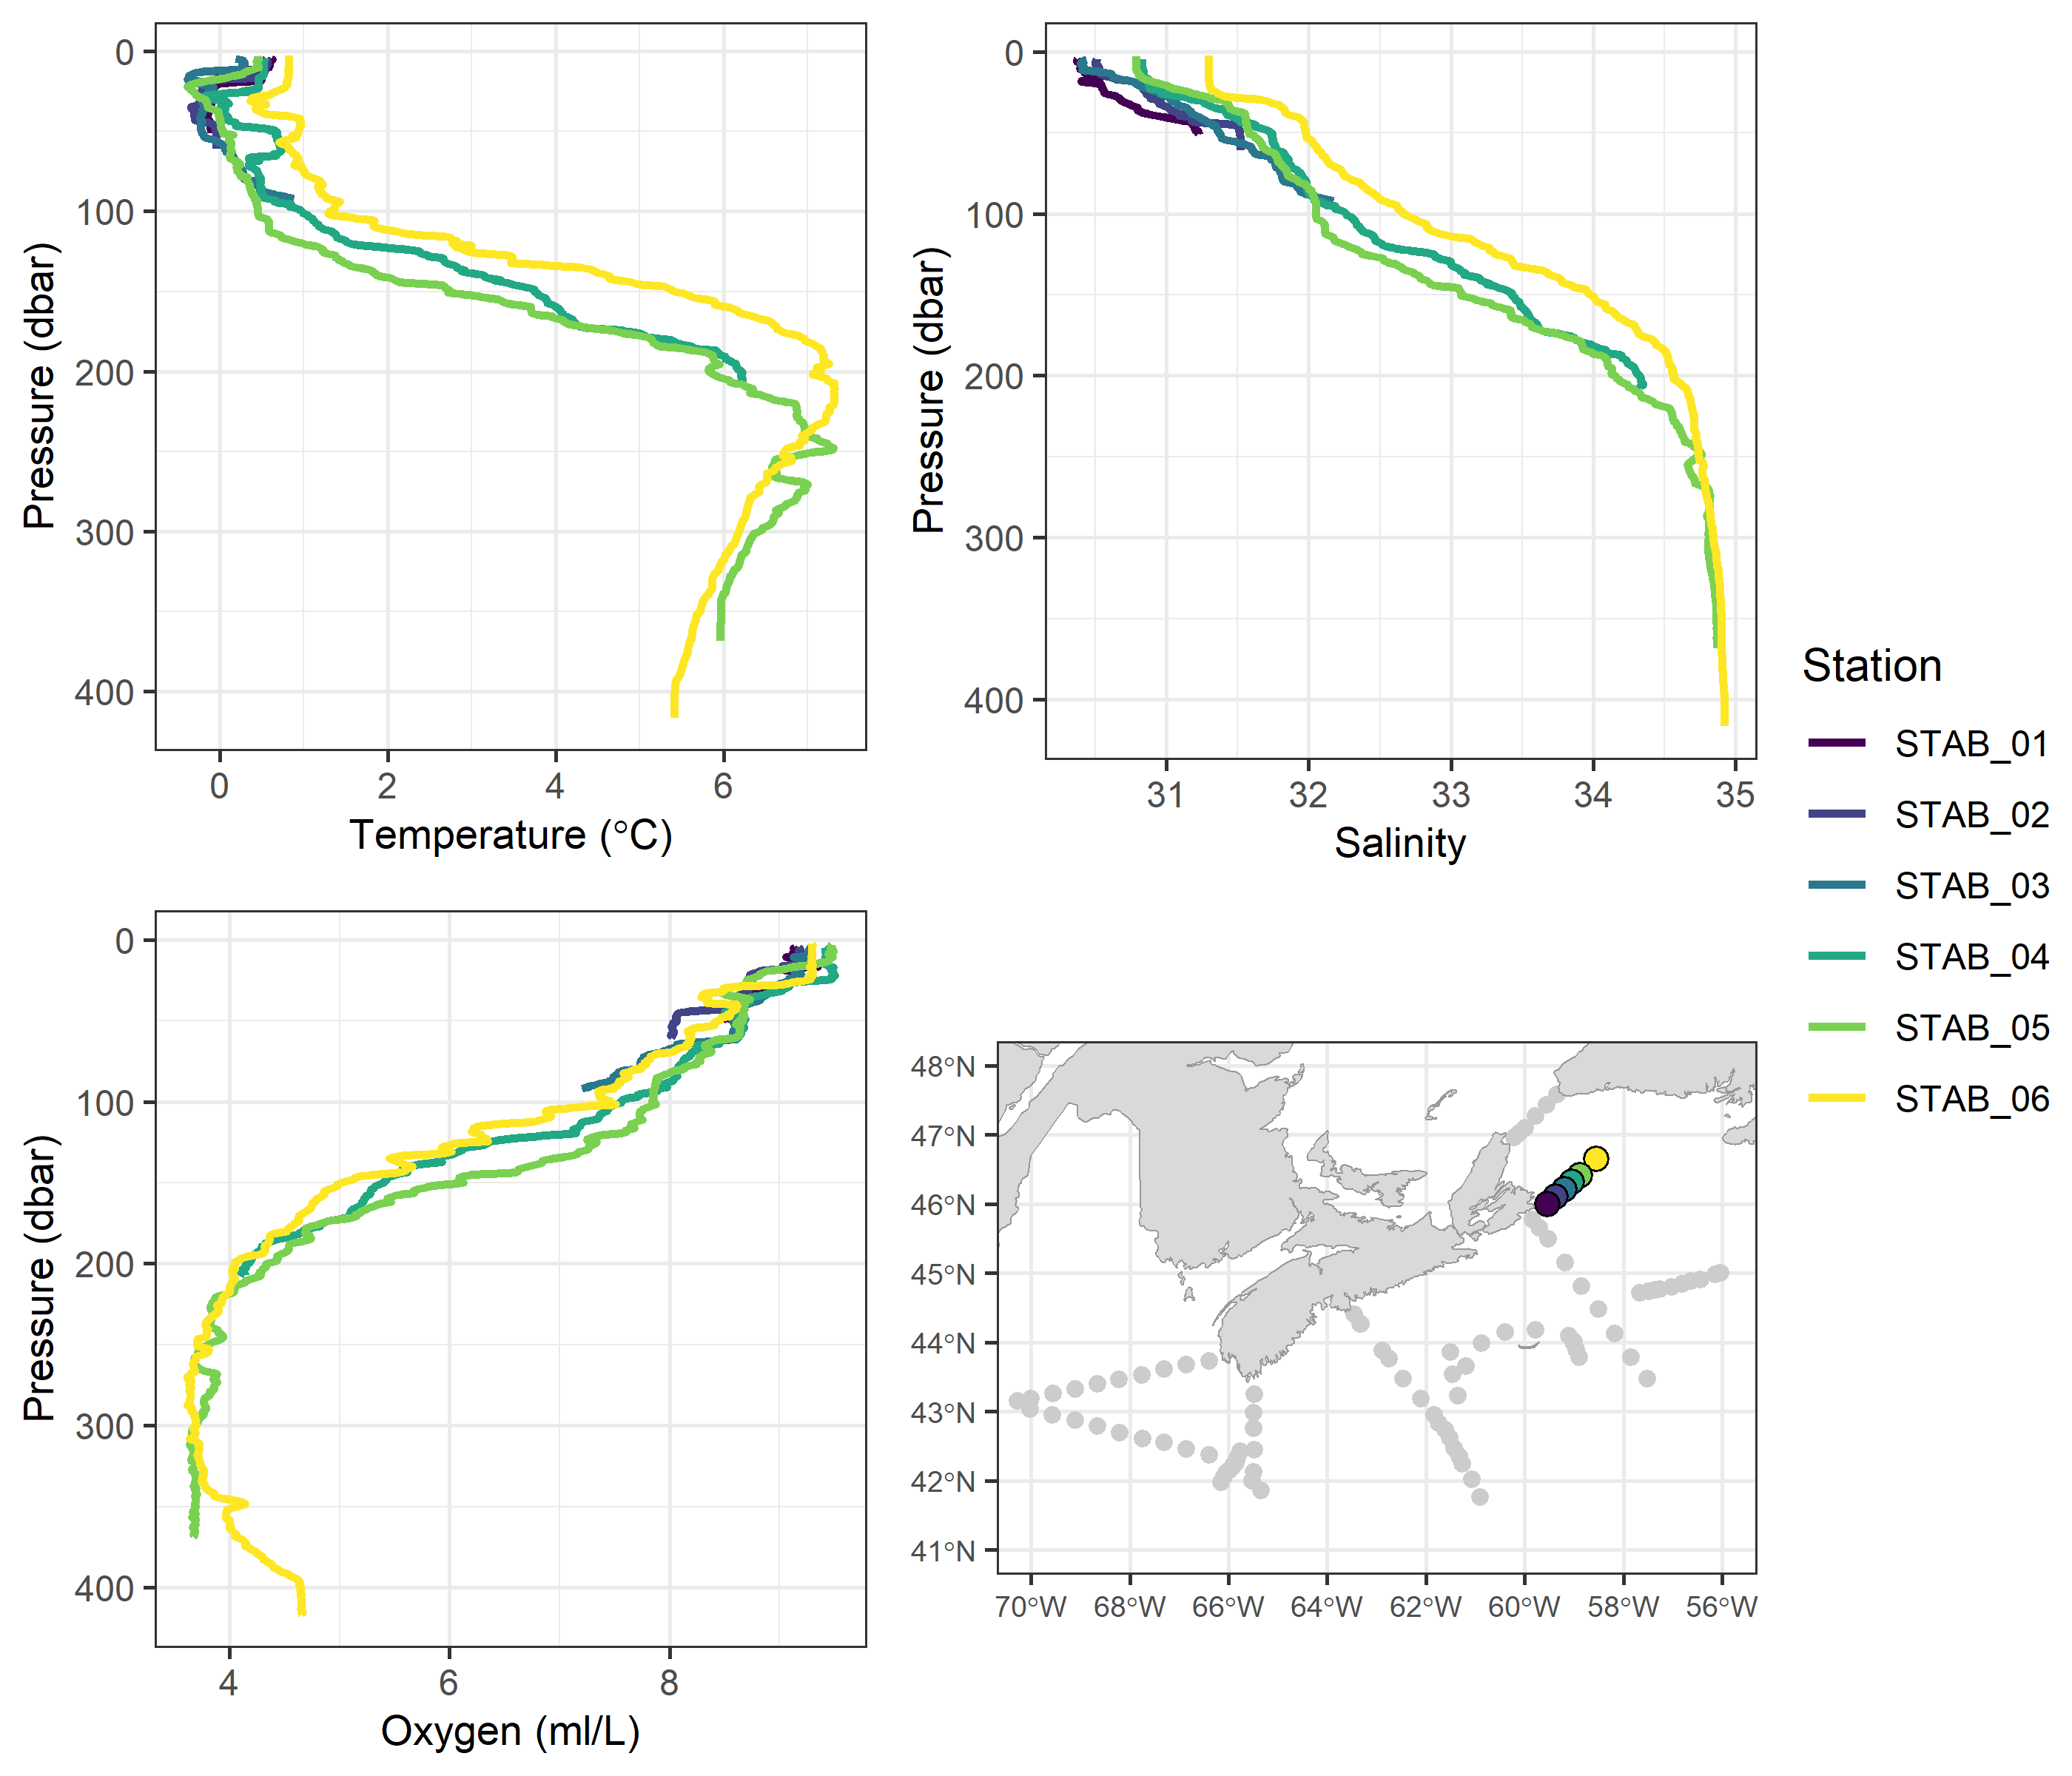 0
100
200
300
400
Pressure (dbar)
0 2 4 6
Temperature (°C)
0
100
200
300
400
Pressure (dbar)
31 32 33 34 35
Salinity
Station
STAB_01
STAB_02
STAB_03
STAB_04
STAB_05
STAB_06
0
100
200
300
400
Pressure (dbar)
4 6 8
Oxygen (ml/L)
48°N
47°N
46°N
45°N
44°N
43°N
42°N
41°N
70°W 68°W 66°W 64°W 62°W 60°W 58°W 56°W